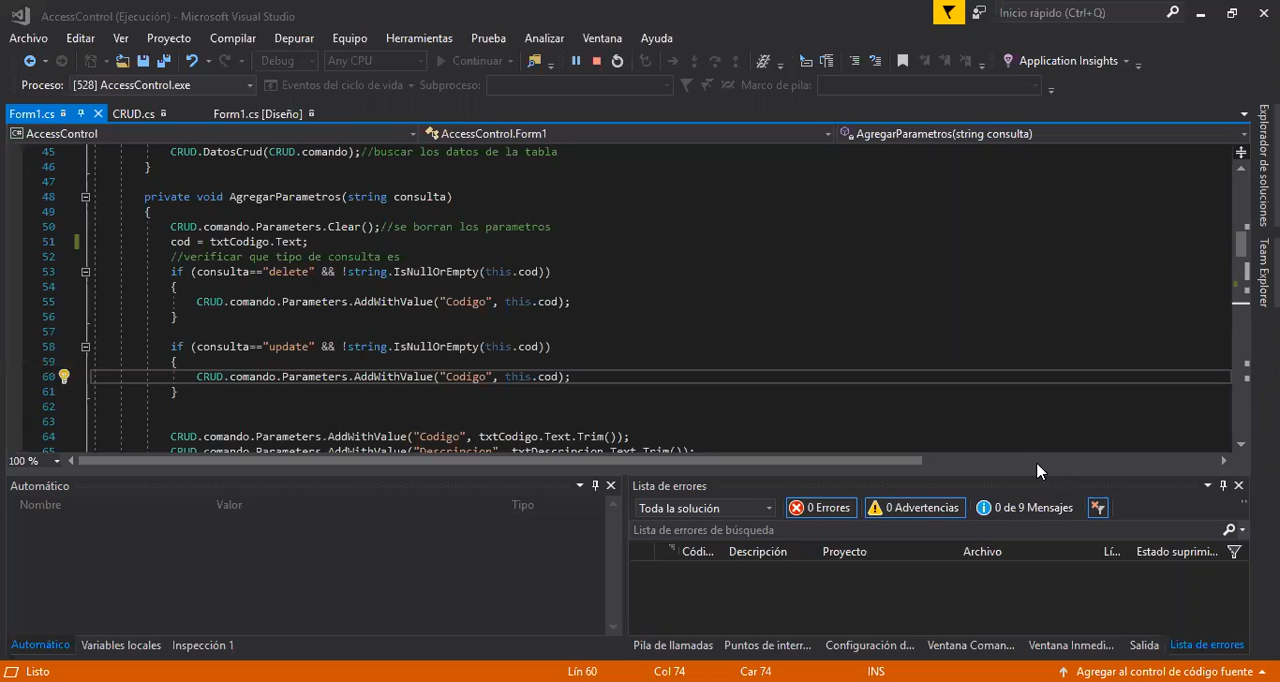 AccessControl (Ejecución) - Microsoft Visual Studio
Inicio rápido (Ctrl+Q)
Archivo Editar Ver Proyecto Compilar Depurar Equipo Herramientas Prueba Analizar Ventana Ayuda
Debug Any CPU Continuar Application Insights
Proceso: [528] AccessControl.exe Eventos del ciclo de vida Subproceso: Marco de pila:
Form1.cs CRUD.cs Form1.cs [Diseño]
AccessControl AccessControl.Form1 AgregarParametros(string consulta)
45 CRUD.DatosCrud(CRUD.comando);//buscar los datos de la tabla
46 }
47
48 private void AgregarParametros(string consulta)
49 {
50 CRUD.comando.Parameters.Clear();//se borran los parametros
51 cod = txtCodigo.Text;
52 //verificar que tipo de consulta es
53 if (consulta=="delete" && !string.IsNullOrEmpty(this.cod))
54 {
55 CRUD.comando.Parameters.AddWithValue("Codigo", this.cod);
56 }
57
58 if (consulta=="update" && !string.IsNullOrEmpty(this.cod))
59 {
60 CRUD.comando.Parameters.AddWithValue("Codigo", this.cod);
61 }
62
63
64 CRUD.comando.Parameters.AddWithValue("Codigo", txtCodigo.Text.Trim());
65 CRUD.comando.Parameters.AddWithValue("Descripcion", txtDescripcion.Text.Trim());
100 %
Explorador de soluciones
Team Explorer
Automático
Nombre Valor Tipo
Automático Variables locales Inspección 1
Lista de errores
Toda la solución 0 Errores 0 Advertencias 0 de 9 Mensajes
Lista de errores de búsqueda
Códi... Descripción Proyecto Archivo Lí... Estado suprimi...
Pila de llamadas Puntos de interr... Configuración d... Ventana Coman... Ventana Inmedi... Salida Lista de errores
Listo Lín 60 Col 74 Car 74 INS Agregar al control de código fuente